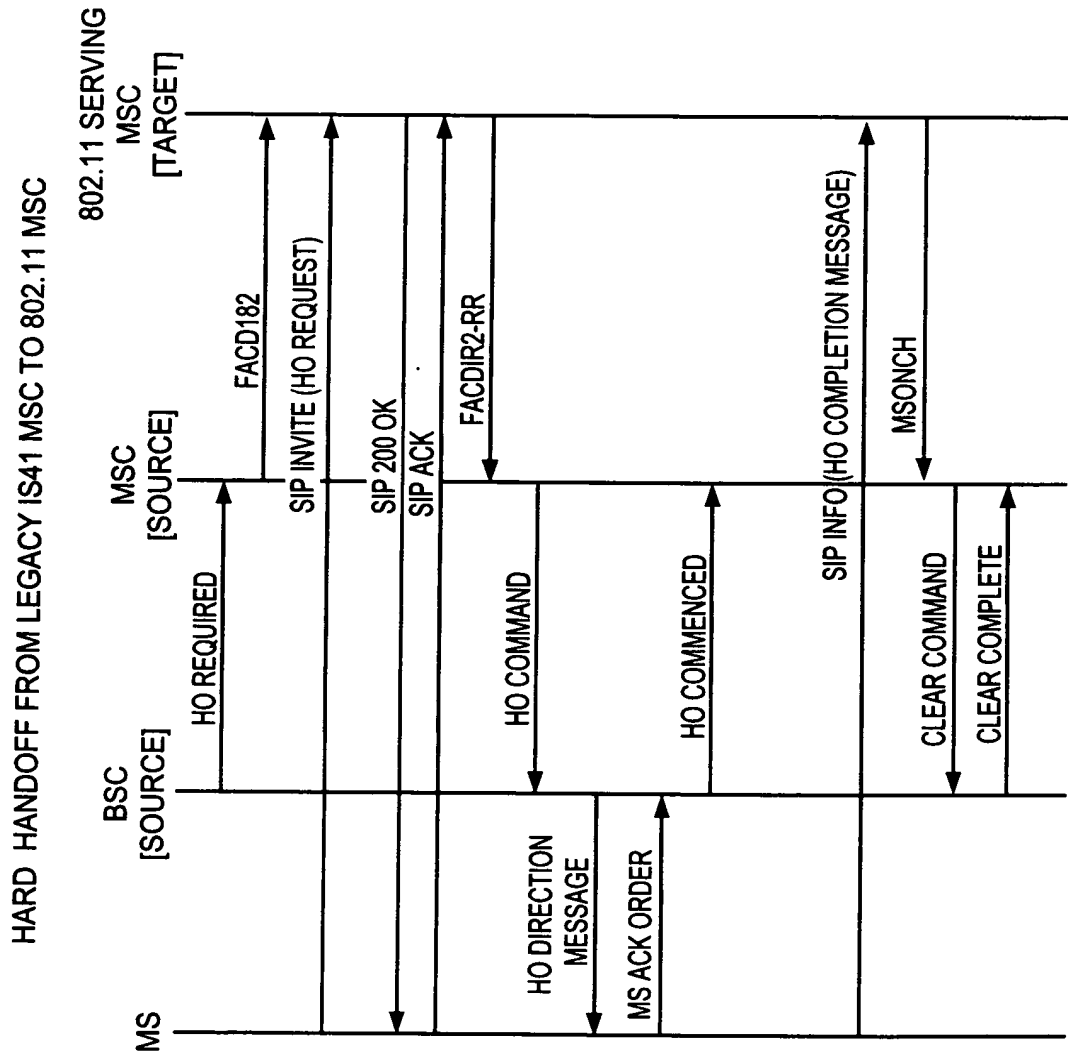 HARD HANDOFF FROM LEGACY IS41 MSC TO 802.11 MSC
MS
BSC
[SOURCE]
MSC
[SOURCE]
802.11 SERVING
MSC
[TARGET]
HO REQUIRED
FACD182
SIP INVITE (HO REQUEST)
SIP 200 OK
SIP ACK
FACDIR2-RR
HO COMMAND
HO DIRECTION
MESSAGE
MS ACK ORDER
HO COMMENCED
SIP INFO (HO COMPLETION MESSAGE)
MSONCH
CLEAR COMMAND
CLEAR COMPLETE